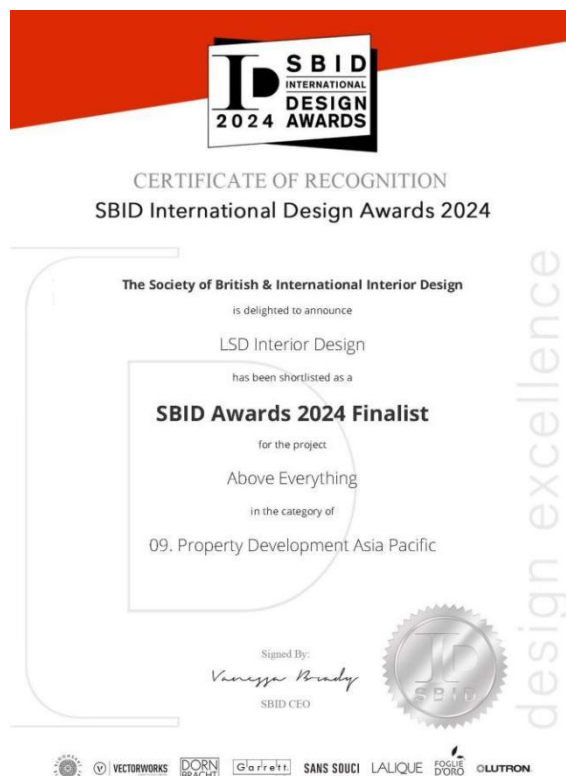 SBID
INTERNATIONAL
DESIGN
2024 AWARDS
CERTIFICATE OF RECOGNITION
SBID International Design Awards 2024
The Society of British & International Interior Design
is delighted to announce
LSD Interior Design
has been shortlisted as a
SBID Awards 2024 Finalist
for the project
Above Everything
in the category of
09. Property Development Asia Pacific
design excellence
Signed By:
Vanessa Brady
SBID CEO
SBID
VECTORWORKS
DORN
BRACHT
Garrett.
SANS SOUCI
LALIQUE
FOGLIE
D'ORO
LUTRON